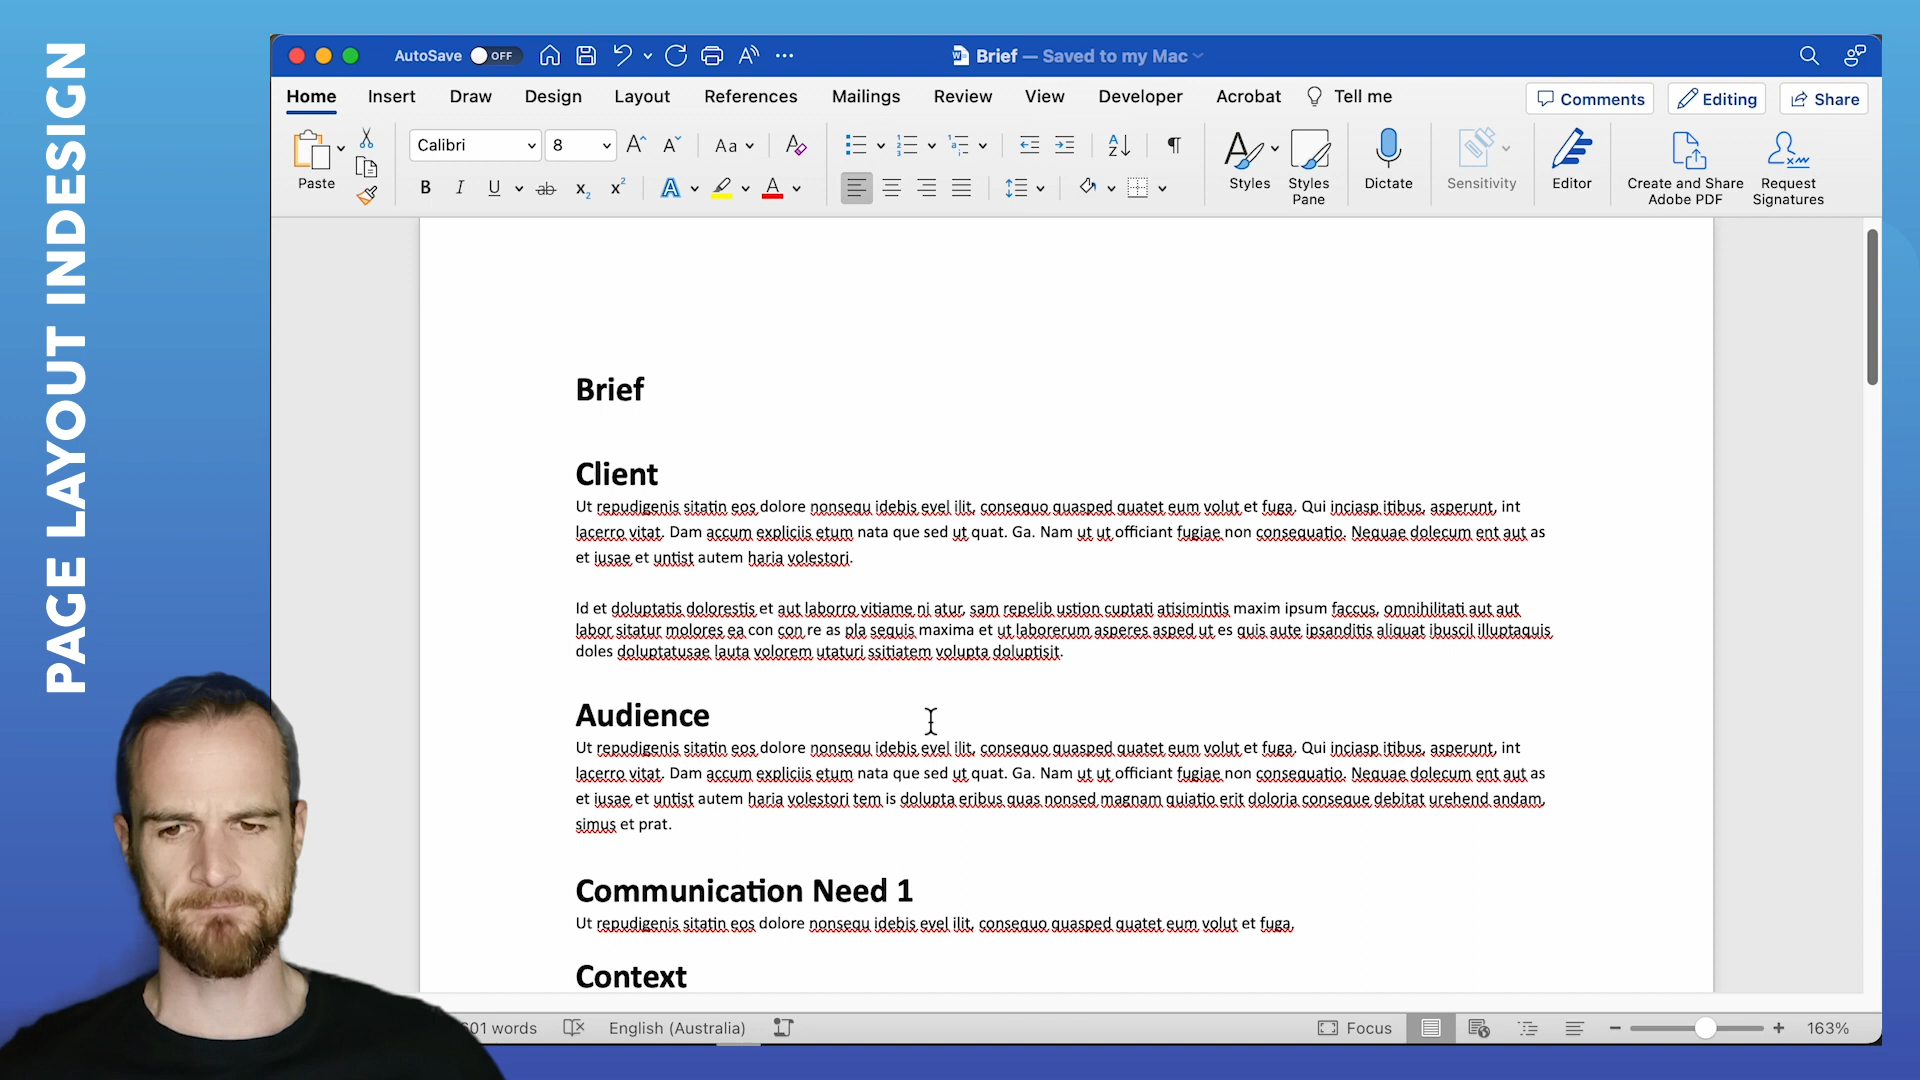 PAGE LAYOUT INDESIGN
AutoSave OFF
Brief — Saved to my Mac
Home Insert Draw Design Layout References Mailings Review View Developer Acrobat Tell me
Comments Editing Share
Paste
Calibri 8
Aa
B I U ab x2 x2 A A
Styles
Styles Pane
Dictate
Sensitivity
Editor
Create and Share Adobe PDF
Request Signatures
Brief
Client
Ut repudigenis sitatin eos dolore nonsequ idebis evel ilit, consequo quasped quatet eum volut et fuga. Qui inciasp itibus, asperunt, int
lacerro vitat. Dam accum expliciis etum nata que sed ut quat. Ga. Nam ut ut officiant fugiae non consequatio. Nequae dolecum ent aut as
et iusae et untist autem haria volestori.
Id et doluptatis dolorestis et aut laborro vitiame ni atur, sam repelib ustion cuptati atisimintis maxim ipsum faccus, omnihilitati aut aut
labor sitatur molores ea con con re as pla sequis maxima et ut laborerum asperes asped ut es quis aute ipsanditis aliquat ibuscil illuptaquis
doles doluptatusae lauta volorem utaturi ssitiatem volupta doluptisit.
Audience
Ut repudigenis sitatin eos dolore nonsequ idebis evel ilit, consequo quasped quatet eum volut et fuga. Qui inciasp itibus, asperunt, int
lacerro vitat. Dam accum expliciis etum nata que sed ut quat. Ga. Nam ut ut officiant fugiae non consequatio. Nequae dolecum ent aut as
et iusae et untist autem haria volestori tem is dolupta eribus quas nonsed magnam quiatio erit doloria conseque debitat urehend andam,
simus et prat.
Communication Need 1
Ut repudigenis sitatin eos dolore nonsequ idebis evel ilit, consequo quasped quatet eum volut et fuga,
Context
601 words English (Australia) Focus 163%